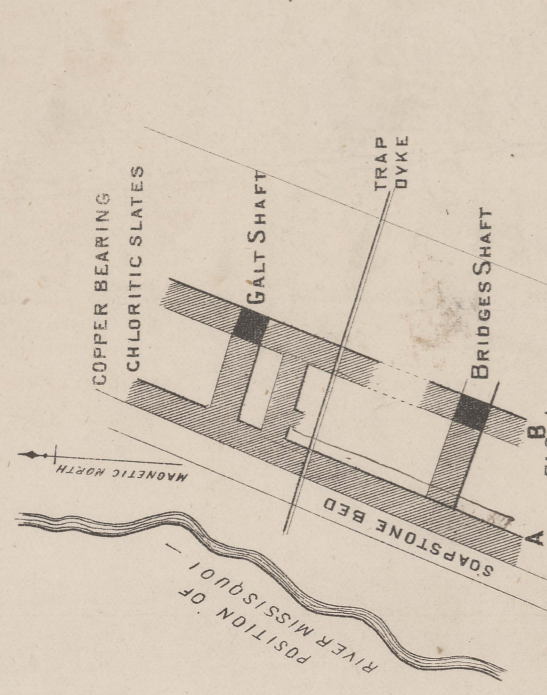 COPPER BEARING
CHLORITIC SLATES
GALT SHAFT
TRAP
DYKE
BRIDGES SHAFT
MAGNETIC NORTH
SOAPSTONE BED
A
B
POSITION OF
RIVER MISSISQUOI